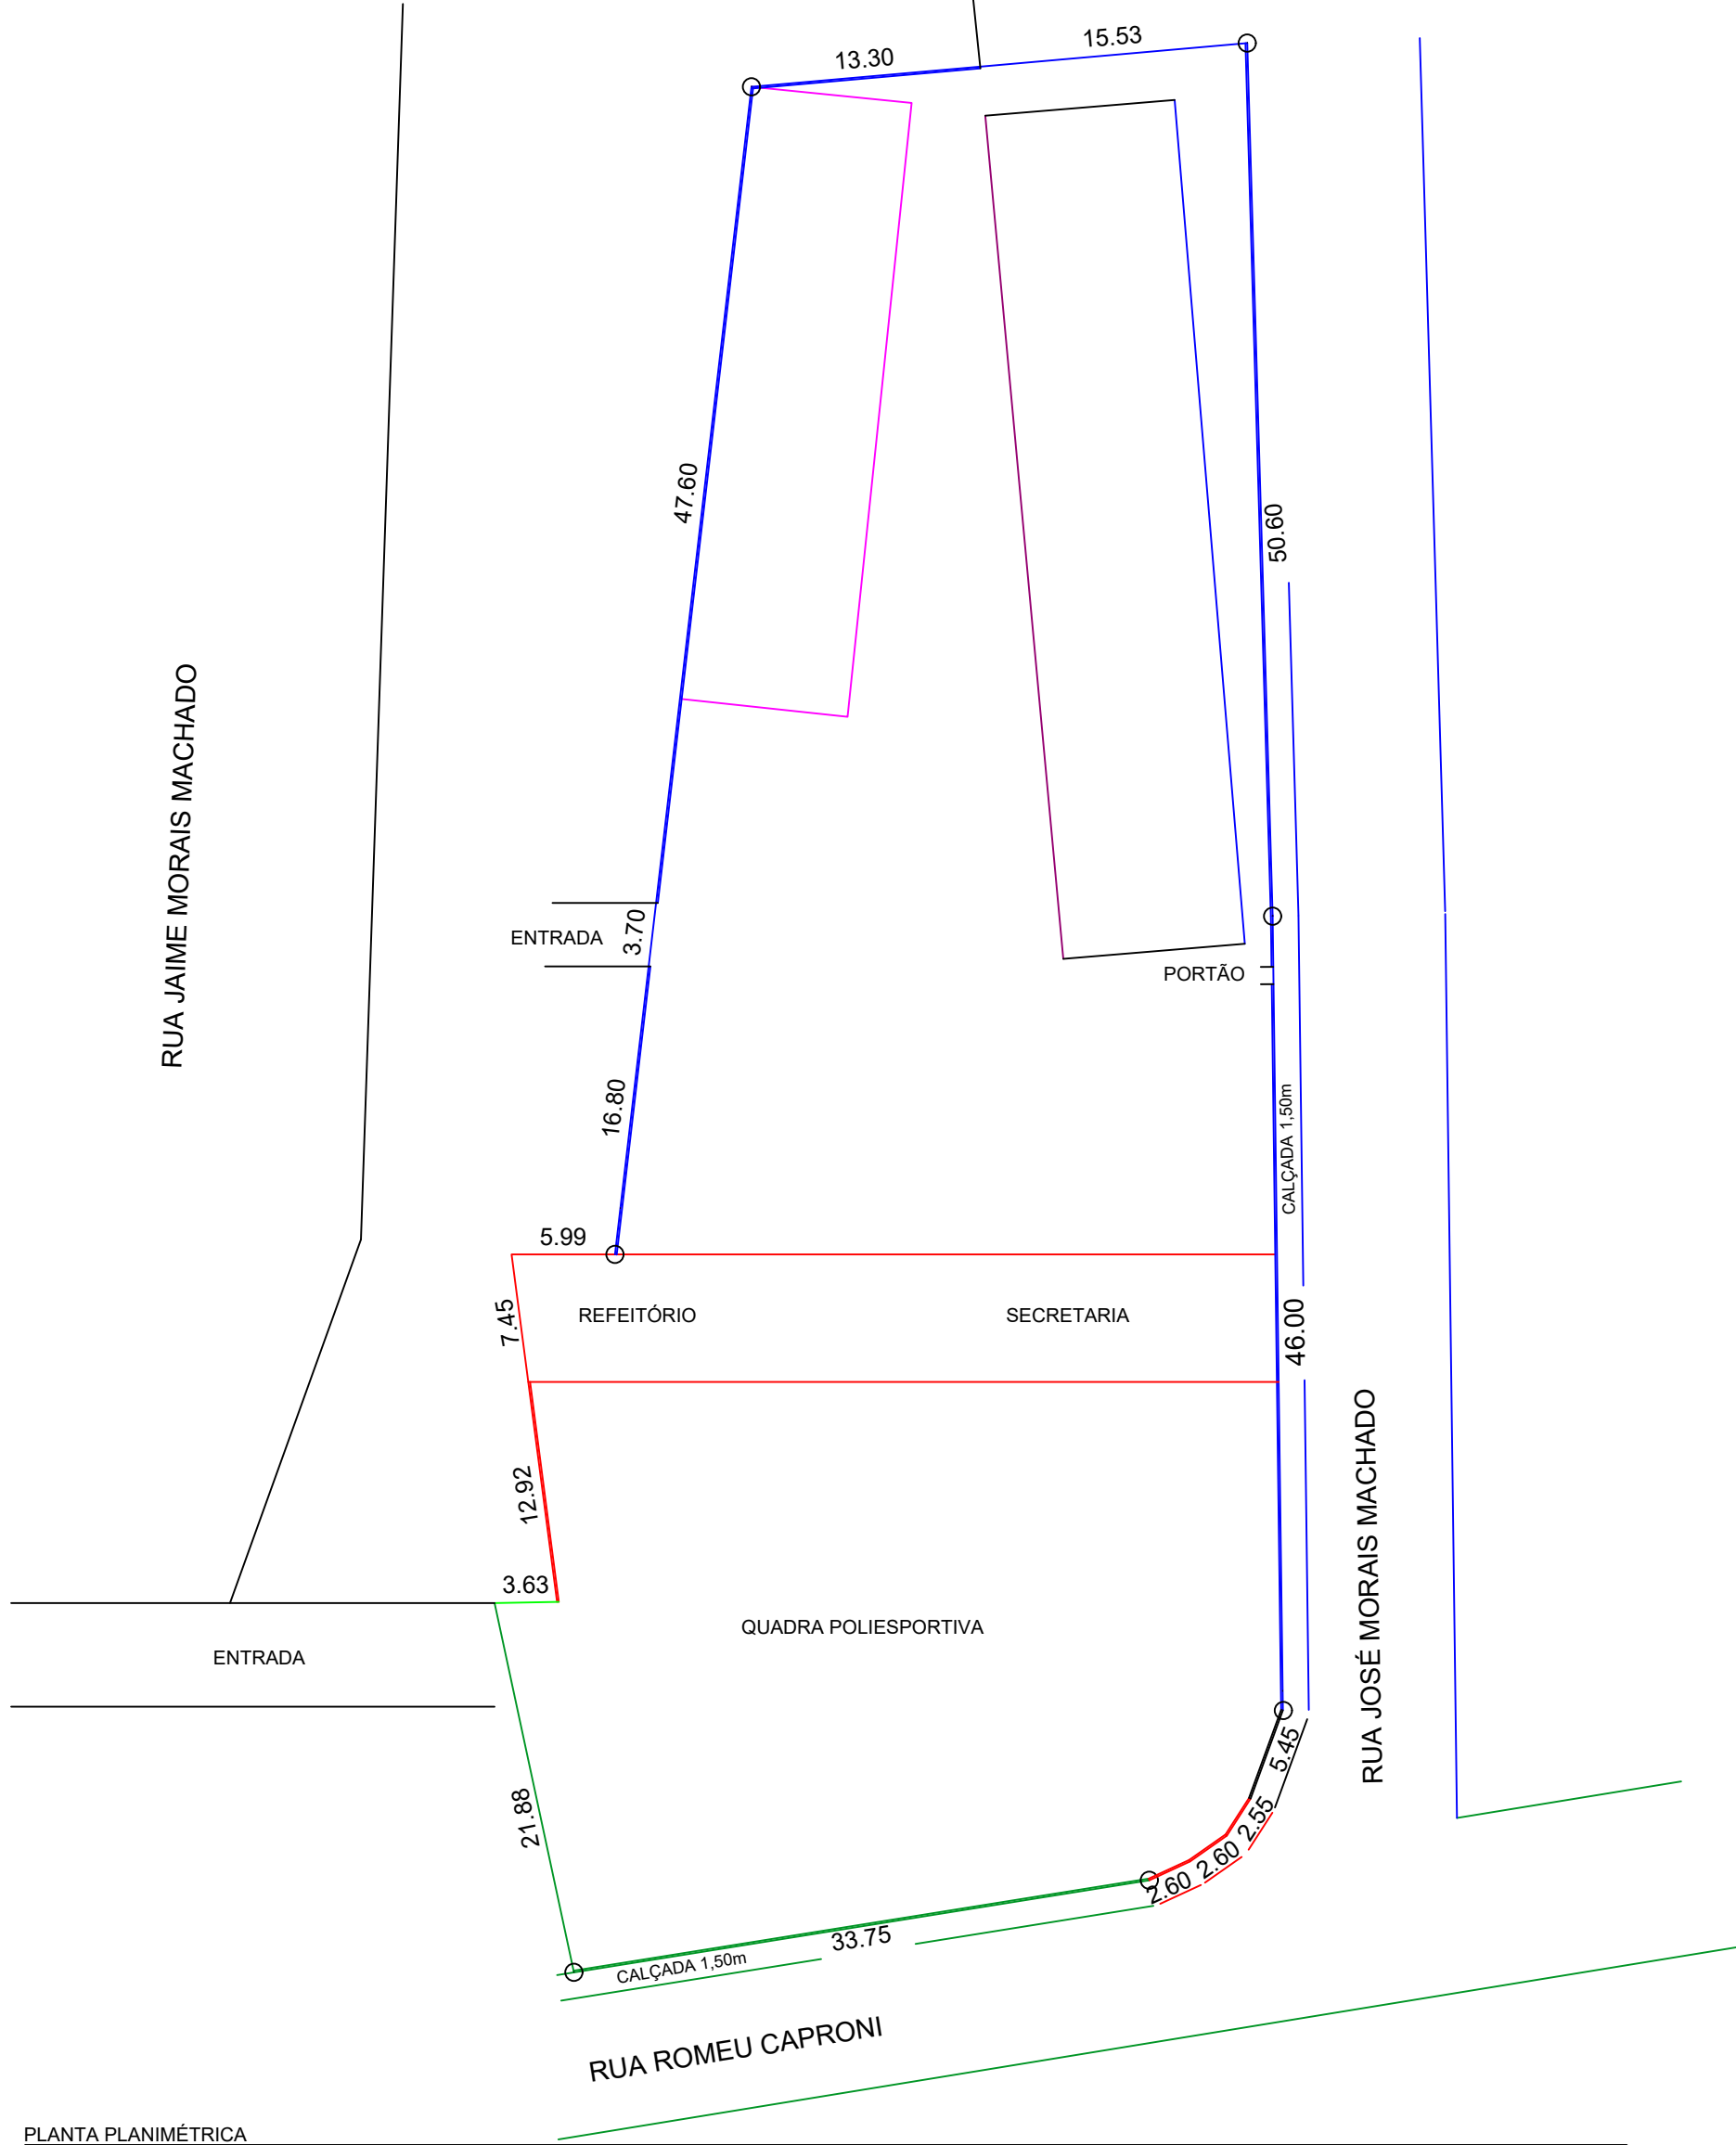 15.53
13.30
47.60
50.60
RUA JAIME MORAIS MACHADO
3.70
ENTRADA
PORTÃO
16.80
CALÇADA 1,50m
5.99
7.45
REFEITÓRIO
SECRETARIA
46.00
12.92
RUA JOSÉ MORAIS MACHADO
3.63
QUADRA POLIESPORTIVA
ENTRADA
5.45
21.88
2.55
2.60
2.60
33.75
CALÇADA 1,50m
RUA ROMEU CAPRONI
PLANTA PLANIMÉTRICA